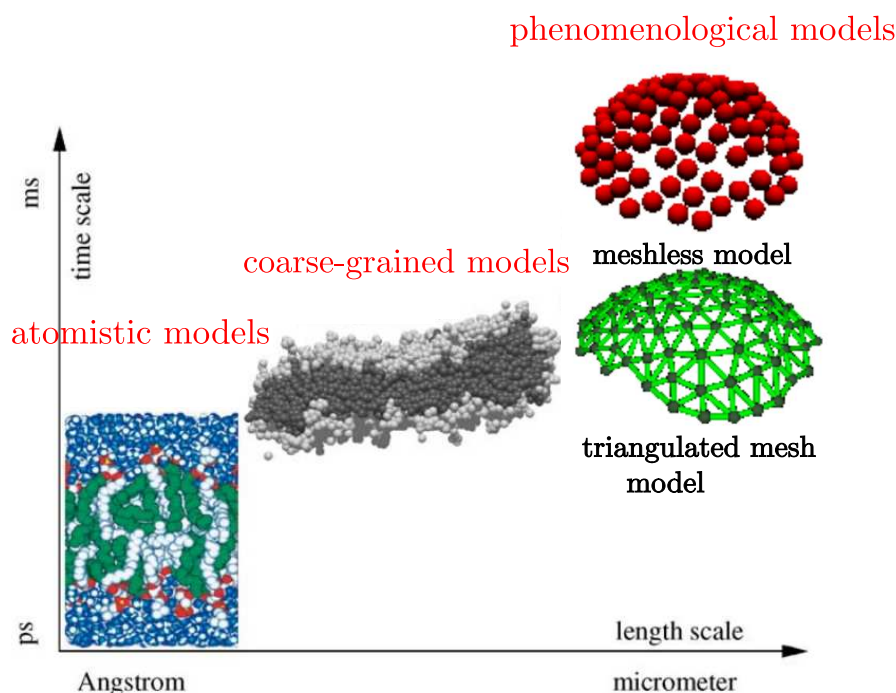 phenomenological models
ms
time scale
meshless model
coarse-grained models
atomistic models
triangulated mesh
model
ps
length scale
Angstrom
micrometer